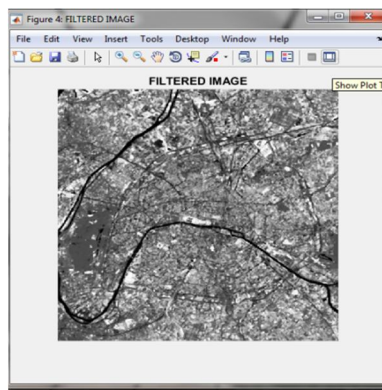 Figure 4: FILTERED IMAGE
File Edit View Insert Tools Desktop Window Help
Show Plot T
FILTERED IMAGE